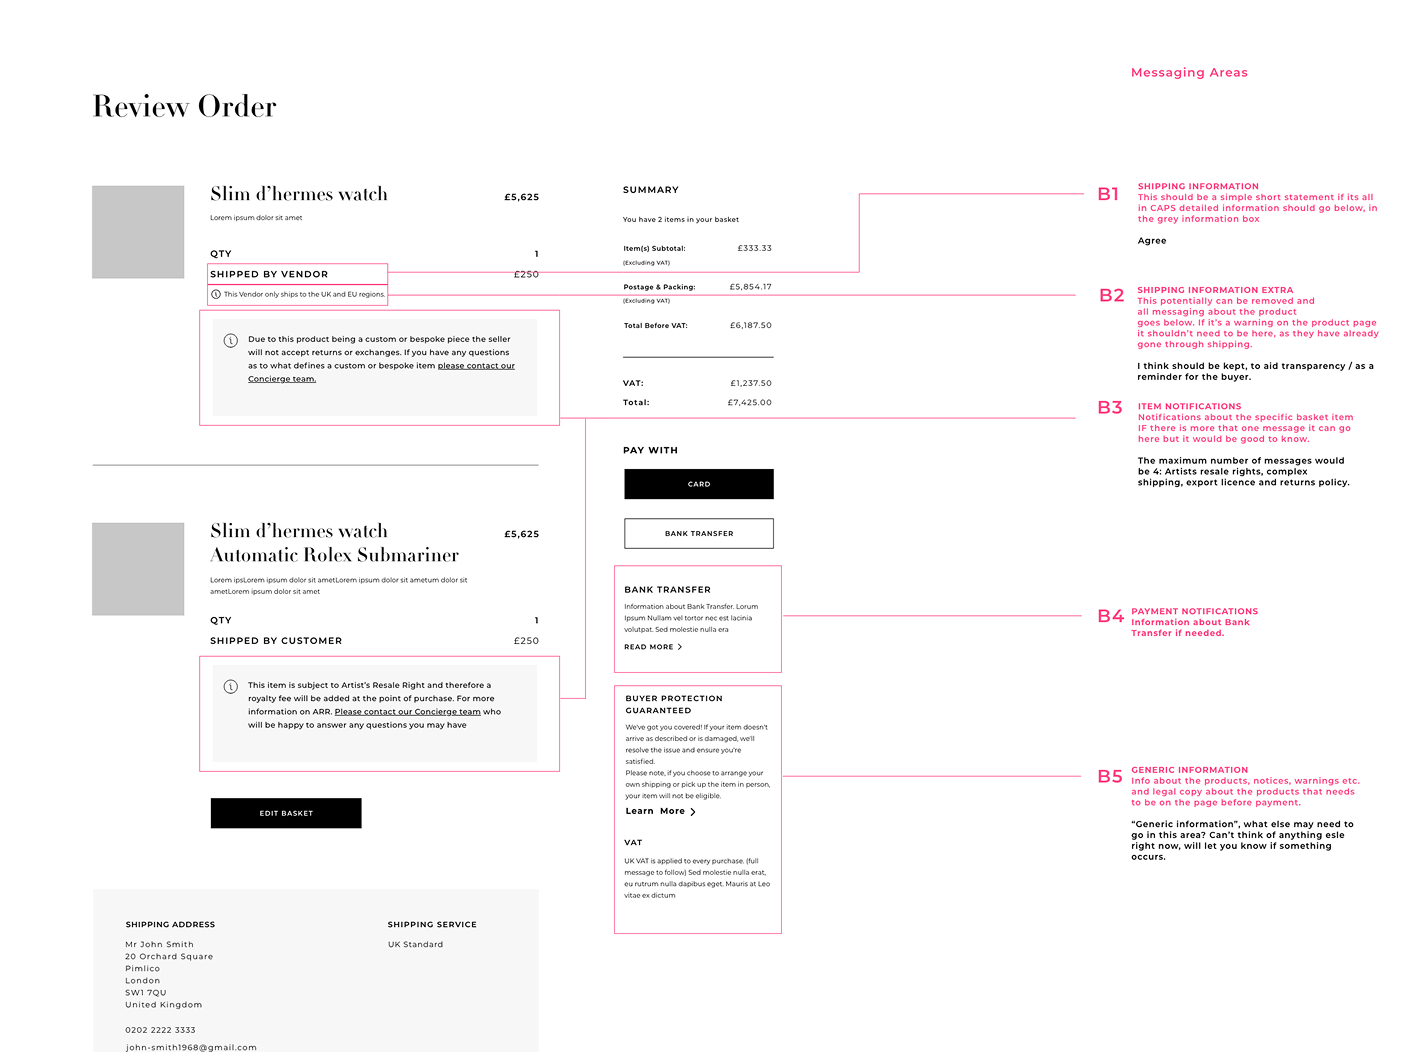 Messaging Areas
Review Order
Slim d’hermes watch
£5,625
Lorem ipsum dolor sit amet
QTY
1
SHIPPED BY VENDOR
£250
This Vendor only ships to the UK and EU regions.
Due to this product being a custom or bespoke piece the seller
will not accept returns or exchanges. If you have any questions
as to what defines a custom or bespoke item please contact our
Concierge team.
Slim d’hermes watch
Automatic Rolex Submariner
£5,625
Lorem ipsLorem ipsum dolor sit ametLorem ipsum dolor sit ametum dolor sit
ametLorem ipsum dolor sit amet
QTY
1
SHIPPED BY CUSTOMER
£250
This item is subject to Artist’s Resale Right and therefore a
royalty fee will be added at the point of purchase. For more
information on ARR. Please contact our Concierge team who
will be happy to answer any questions you may have
EDIT BASKET
SHIPPING ADDRESS
Mr John Smith
20 Orchard Square
Pimlico
London
SW1 7QU
United Kingdom
0202 2222 3333
john-smith1968@gmail.com
SHIPPING SERVICE
UK Standard
SUMMARY
You have 2 items in your basket
Item(s) Subtotal:
£333.33
(Excluding VAT)
Postage & Packing:
£5,854.17
(Excluding VAT)
Total Before VAT:
£6,187.50
VAT:
£1,237.50
Total:
£7,425.00
PAY WITH
CARD
BANK TRANSFER
BANK TRANSFER
Information about Bank Transfer. Lorum
Ipsum Nullam vel tortor nec est lacinia
volutpat. Sed molestie nulla era
READ MORE
BUYER PROTECTION
GUARANTEED
We've got you covered! If your item doesn't
arrive as described or is damaged, we'll
resolve the issue and ensure you're
satisfied.
Please note, if you choose to arrange your
own shipping or pick up the item in person,
your item will not be eligible.
Learn More
VAT
UK VAT is applied to every purchase. (full
message to follow) Sed molestie nulla erat,
eu rutrum nulla dapibus eget. Mauris at Leo
vitae ex dictum
B1
SHIPPING INFORMATION
This should be a simple short statement if its all
in CAPS detailed information should go below, in
the grey information box
Agree
B2
SHIPPING INFORMATION EXTRA
This potentially can be removed and
all messaging about the product
goes below. If it’s a warning on the product page
it shouldn’t need to be here, as they have already
gone through shipping.
I think should be kept, to aid transparency / as a
reminder for the buyer.
B3
ITEM NOTIFICATIONS
Notifications about the specific basket item
IF there is more that one message it can go
here but it would be good to know.
The maximum number of messages would
be 4: Artists resale rights, complex
shipping, export licence and returns policy.
B4
PAYMENT NOTIFICATIONS
Information about Bank
Transfer if needed.
B5
GENERIC INFORMATION
Info about the products, notices, warnings etc.
and legal copy about the products that needs
to be on the page before payment.
“Generic information”, what else may need to
go in this area? Can’t think of anything esle
right now, will let you know if something
occurs.